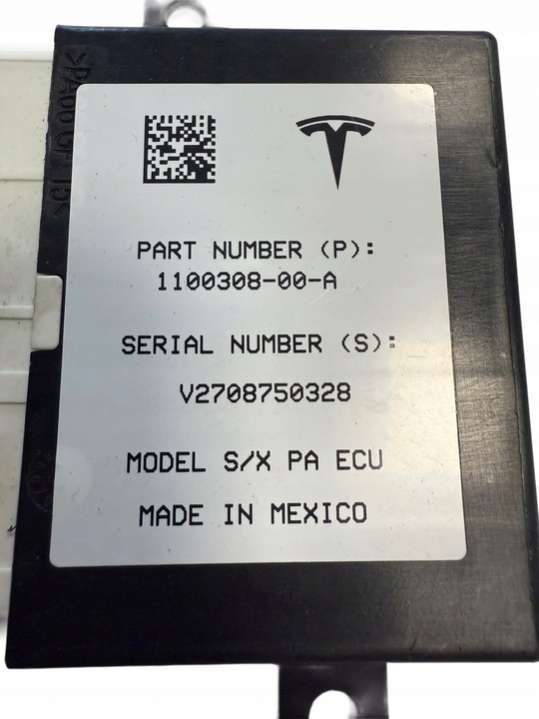 PART NUMBER (P):
1100308-00-A
SERIAL NUMBER (S):
V2708750328
MODEL S/X PA ECU
MADE IN MEXICO